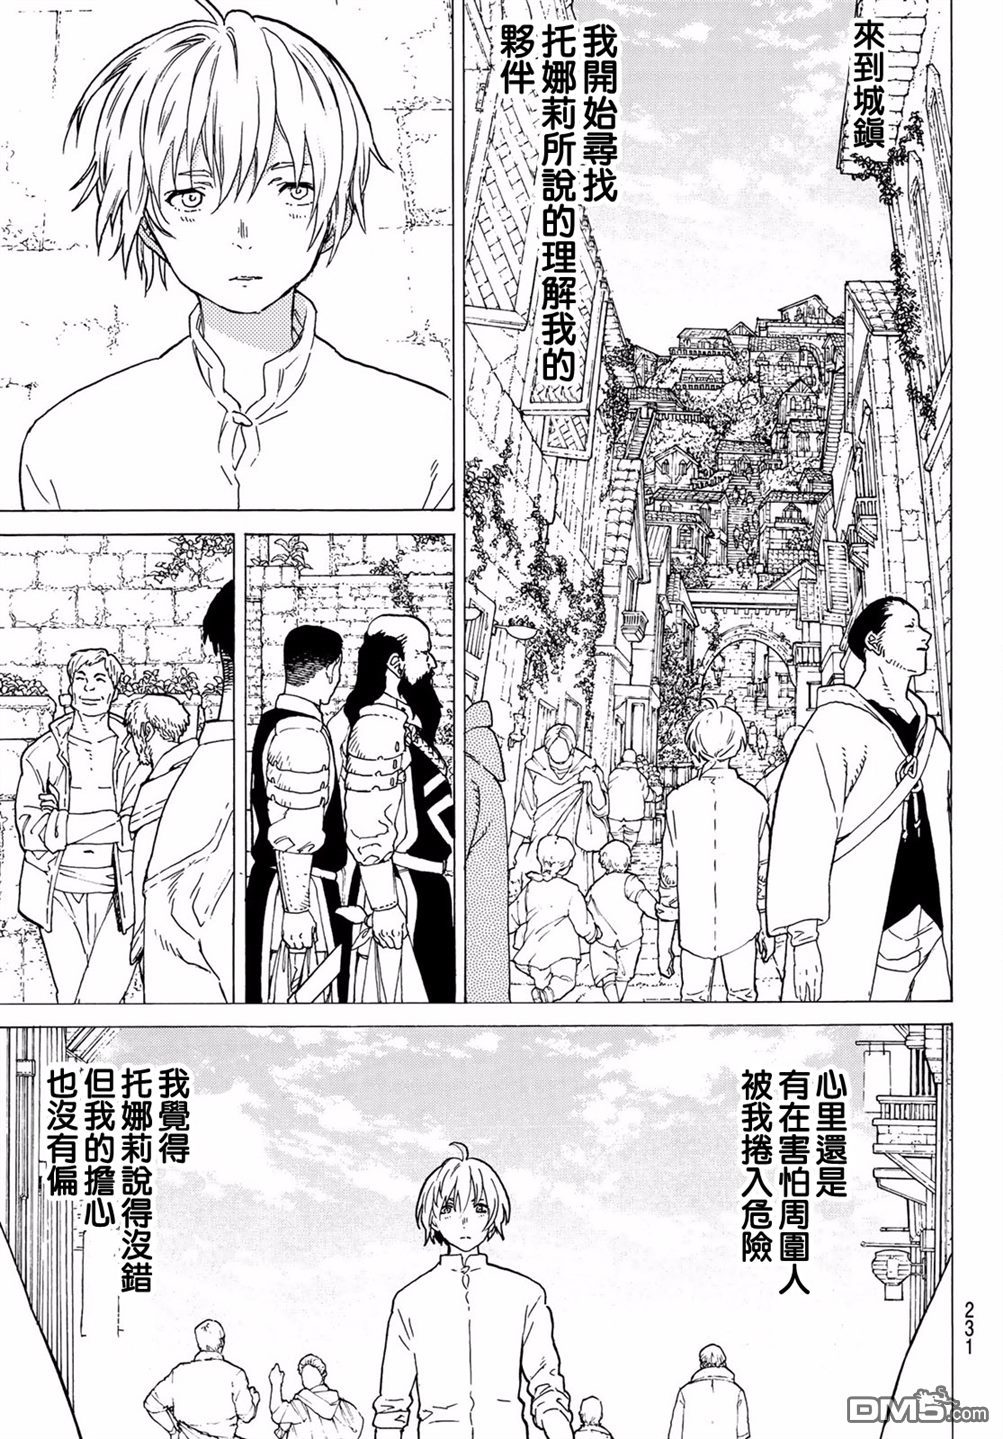 來到城鎮
我開始尋找
托娜莉所說的理解我的
夥伴
心里還是
有在害怕周圍人
被我捲入危險
我覺得
托娜莉說得沒錯
但我的擔心
也沒有偏
231
DM5.com